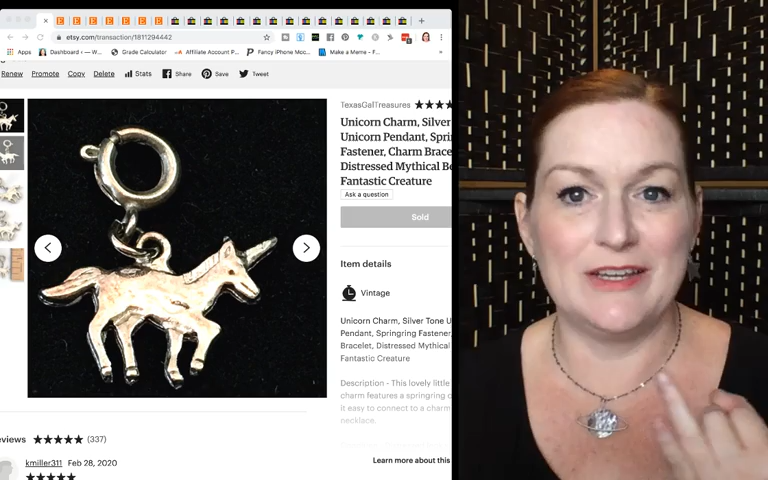 etsy.com/transaction/1811294442
Apps Dashboard ‹ — W... Grade Calculator Affiliate Account P... Fancy iPhone Mcc... Make a Meme – F... »
Renew Promote Copy Delete Stats Share Save Tweet
TexasGalTreasures
Unicorn Charm, Silver
Unicorn Pendant, Sprin
Fastener, Charm Brace
Distressed Mythical Be
Fantastic Creature
Ask a question
Sold
Item details
Vintage
Unicorn Charm, Silver Tone U
Pendant, Springring Fastener
Bracelet, Distressed Mythical
Fantastic Creature
Description - This lovely little
charm features a springring c
it easy to connect to a charm
necklace.
Learn more about this
eviews (337)
kmiller311 Feb 28, 2020